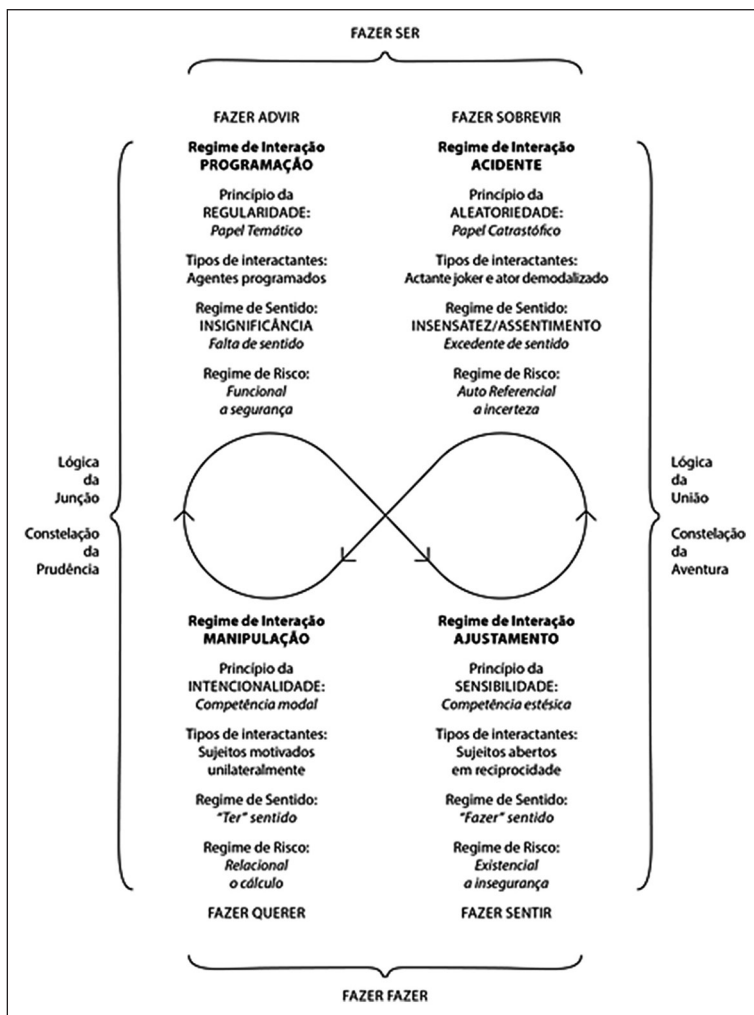 FAZER SER
FAZER ADVIR
Regime de Interação
PROGRAMAÇÃO
Princípio da
REGULARIDADE:
Papel Temático
Tipos de interactantes:
Agentes programados
Regime de Sentido:
INSIGNIFICÂNCIA
Falta de sentido
Regime de Risco:
Funcional
a segurança
FAZER SOBREVIR
Regime de Interação
ACIDENTE
Princípio da
ALEATORIEDADE:
Papel Catrastófico
Tipos de interactantes:
Actante joker e ator demodalizado
Regime de Sentido:
INSENSATEZ/ASSENTIMENTO
Excedente de sentido
Regime de Risco:
Auto Referencial
a incerteza
Lógica
da
Junção
Constelação
da
Prudência
Lógica
da
União
Constelação
da
Aventura
Regime de Interação
MANIPULAÇÃO
Princípio da
INTENCIONALIDADE:
Competência modal
Tipos de interactantes:
Sujeitos motivados
unilateralmente
Regime de Sentido:
"Ter" sentido
Regime de Risco:
Relacional
o cálculo
FAZER QUERER
Regime de Interação
AJUSTAMENTO
Princípio da
SENSIBILIDADE:
Competência estésica
Tipos de interactantes:
Sujeitos abertos
em reciprocidade
Regime de Sentido:
"Fazer" sentido
Regime de Risco:
Existencial
a insegurança
FAZER SENTIR
FAZER FAZER